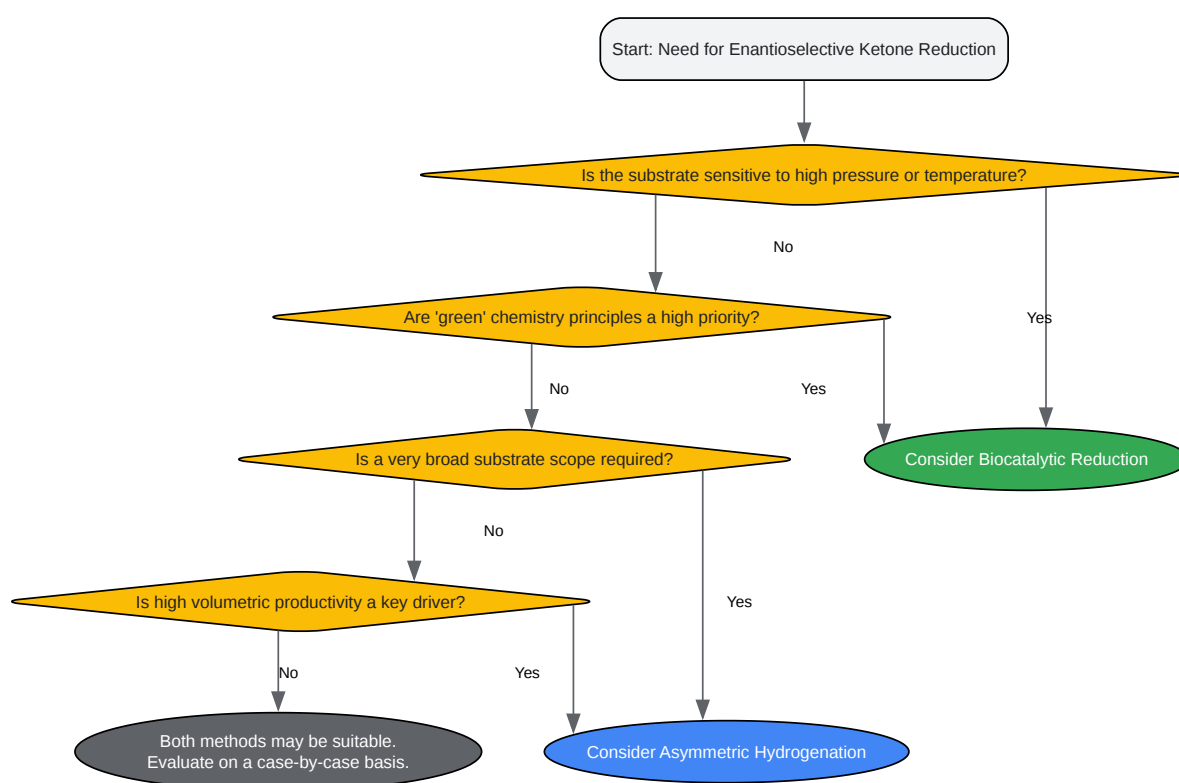 Start: Need for Enantioselective Ketone Reduction
Is the substrate sensitive to high pressure or temperature?
No
Yes
Are 'green' chemistry principles a high priority?
No
Yes
Consider Biocatalytic Reduction
Is a very broad substrate scope required?
No
Yes
Is high volumetric productivity a key driver?
No
Yes
Both methods may be suitable.
Evaluate on a case-by-case basis.
Consider Asymmetric Hydrogenation